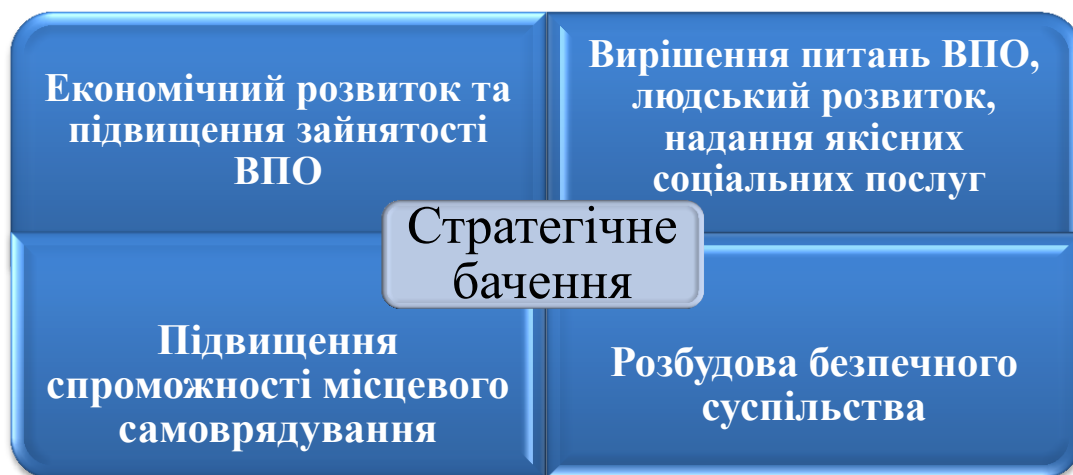 Економічний розвиток та
підвищення зайнятості
ВПО
Вирішення питань ВПО,
людський розвиток,
надання якісних
соціальних послуг
Стратегічне
бачення
Підвищення
спроможності місцевого
самоврядування
Розбудова безпечного
суспільства